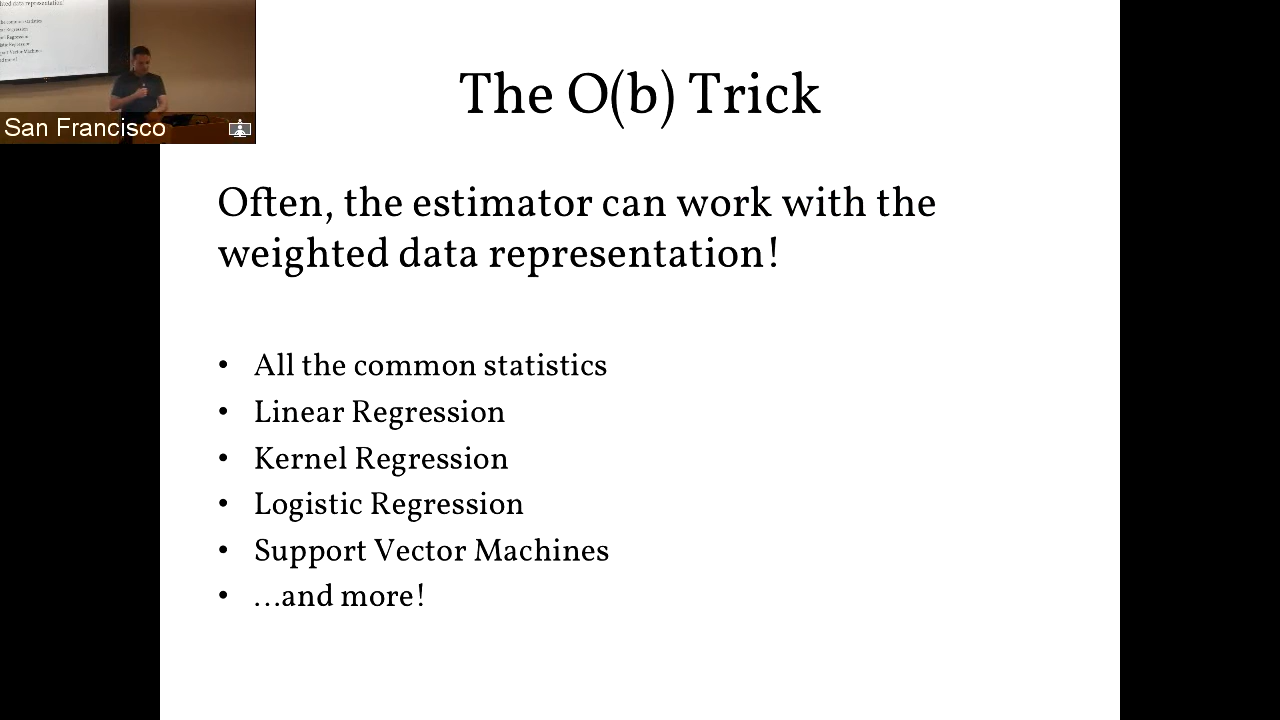 The O(b) Trick
San Francisco
Often, the estimator can work with the
weighted data representation!
• All the common statistics
• Linear Regression
• Kernel Regression
• Logistic Regression
• Support Vector Machines
• …and more!